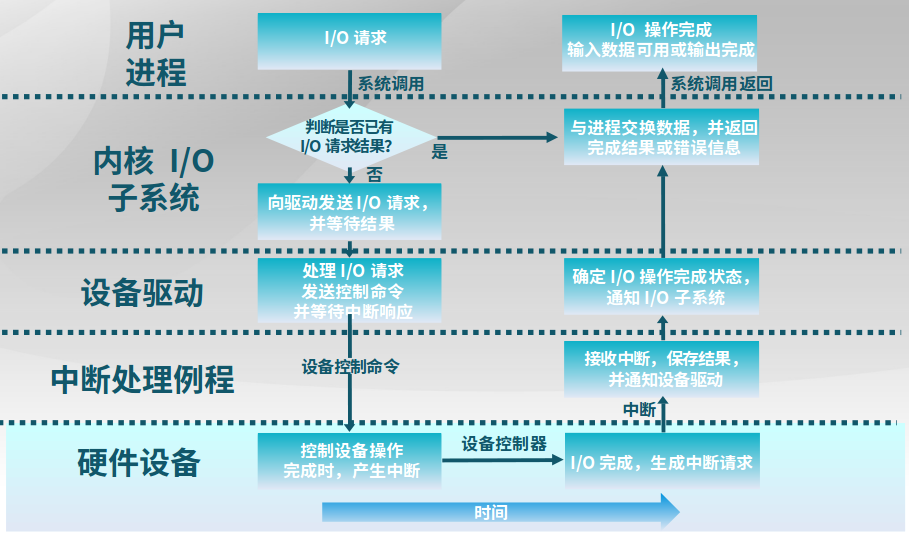 用户
进程
I/O 请求
I/O 操作完成
输入数据可用或输出完成
系统调用
系统调用返回
内核 I/O
子系统
判断是否已有
I/O 请求结果?
是
否
与进程交换数据，并返回
完成结果或错误信息
向驱动发送 I/O 请求，
并等待结果
设备驱动
处理 I/O 请求
发送控制命令
并等待中断响应
确定 I/O 操作完成状态，
通知 I/O 子系统
中断处理例程
设备控制命令
接收中断，保存结果，
并通知设备驱动
中断
硬件设备
控制设备操作
完成时，产生中断
设备控制器
I/O 完成，生成中断请求
时间